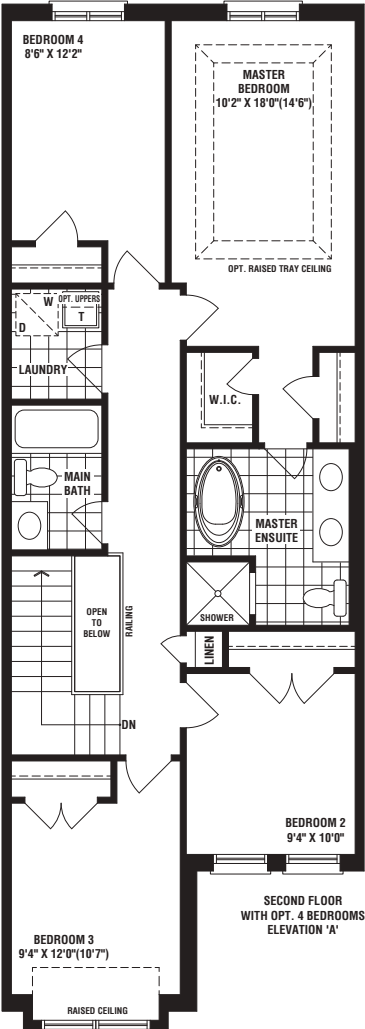 BEDROOM 4
8'6" X 12'2"
MASTER
BEDROOM
10'2" X 18'0"(14'6")
OPT. RAISED TRAY CEILING
W
OPT. UPPERS
T
D
LAUNDRY
W.I.C.
MAIN
BATH
MASTER
ENSUITE
OPEN
TO
BELOW
RAILING
SHOWER
LINEN
DN
BEDROOM 2
9'4" X 10'0"
SECOND FLOOR
WITH OPT. 4 BEDROOMS
ELEVATION 'A'
BEDROOM 3
9'4" X 12'0"(10'7")
RAISED CEILING